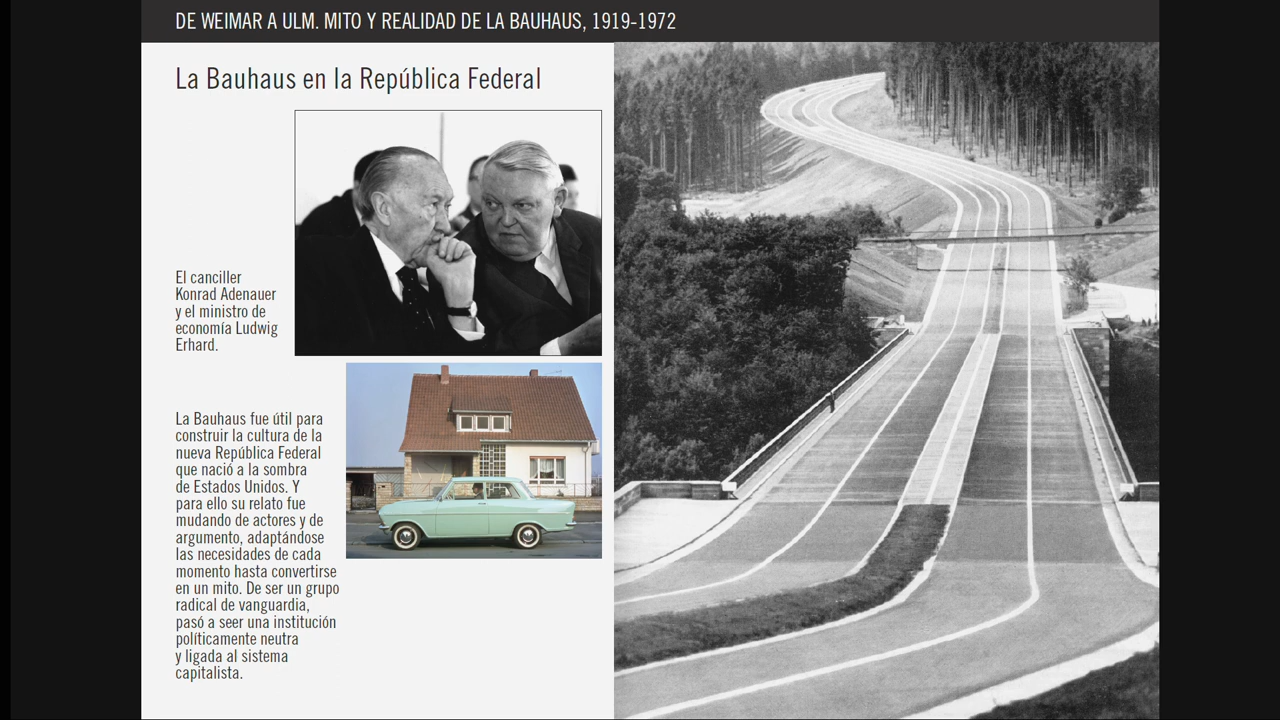 DE WEIMAR A ULM. MITO Y REALIDAD DE LA BAUHAUS, 1919-1972
La Bauhaus en la República Federal
El canciller
Konrad Adenauer
y el ministro de
economía Ludwig
Erhard.
La Bauhaus fue útil para
construir la cultura de la
nueva República Federal
que nació a la sombra
de Estados Unidos. Y
para ello su relato fue
mudando de actores y de
argumento, adaptándose
las necesidades de cada
momento hasta convertirse
en un mito. De ser un grupo
radical de vanguardia,
pasó a seer una institución
políticamente neutra
y ligada al sistema
capitalista.